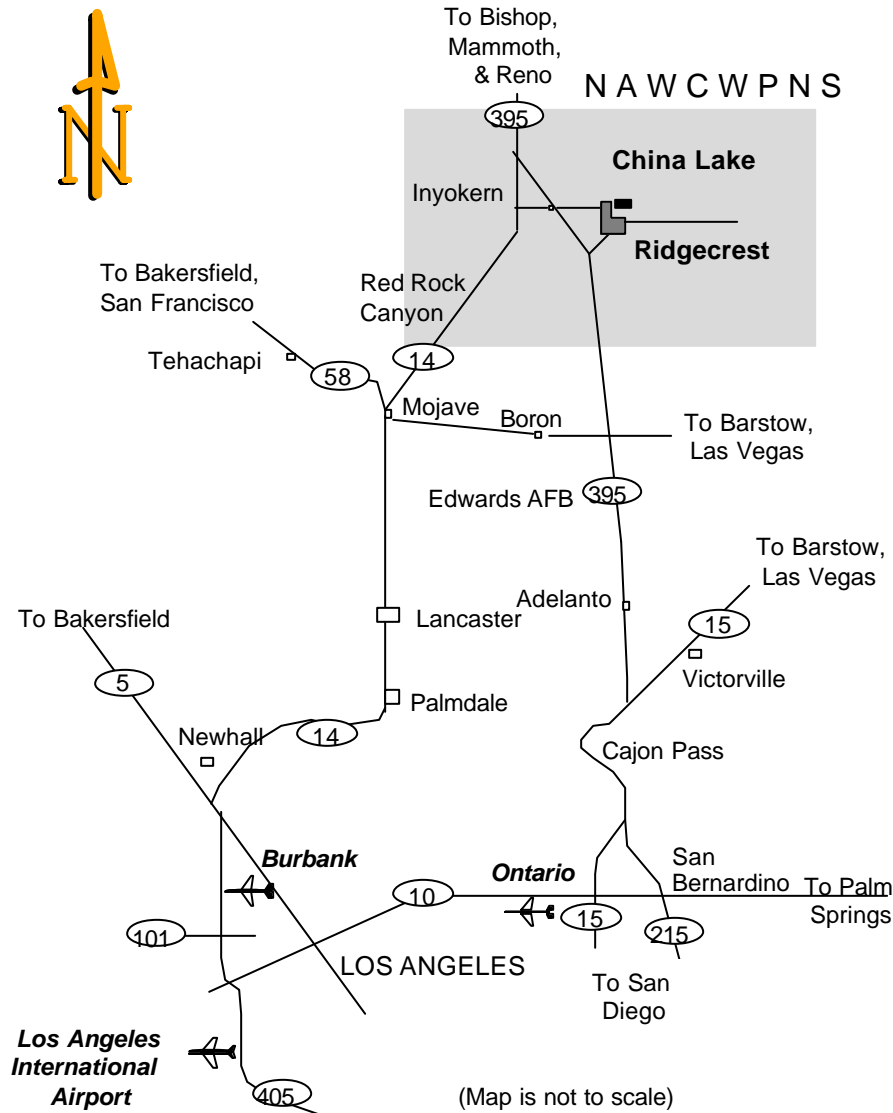 To Bishop,
Mammoth,
& Reno
N
NAWCWPNS
395
China Lake
Inyokern
Ridgecrest
To Bakersfield,
San Francisco
Red Rock
Canyon
Tehachapi
14
58
Mojave
Boron
To Barstow,
Las Vegas
Edwards AFB
395
To Barstow,
Las Vegas
Adelanto
To Bakersfield
Lancaster
15
5
Victorville
Palmdale
Newhall
14
Cajon Pass
Burbank
Ontario
San
Bernardino
10
To Palm
Springs
15
101
215
LOS ANGELES
To San
Diego
Los Angeles
International
Airport
405
(Map is not to scale)